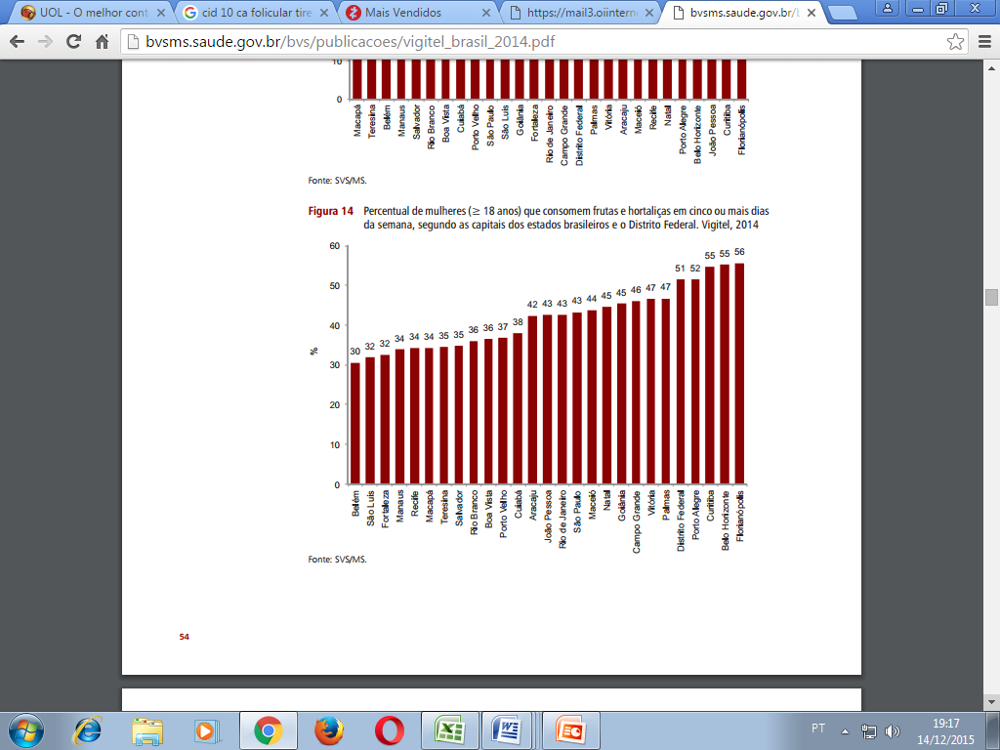 UOL - O melhor cont
cid 10 ca folicular tire
Mais Vendidos
https://mail3.oiintern
bvsms.saude.gov.br/b
bvsms.saude.gov.br/bvs/publicacoes/vigitel_brasil_2014.pdf
10
0
Macapá
Teresina
Belém
Manaus
Salvador
Rio Branco
Boa Vista
Cuiabá
Porto Velho
São Paulo
São Luís
Goiânia
Fortaleza
Rio de Janeiro
Campo Grande
Distrito Federal
Palmas
Vitória
Aracaju
Maceió
Recife
Natal
Porto Alegre
Belo Horizonte
João Pessoa
Curitiba
Florianópolis
Fonte: SVS/MS.
Figura 14 Percentual de mulheres (≥ 18 anos) que consomem frutas e hortaliças em cinco ou mais dias
da semana, segundo as capitais dos estados brasileiros e o Distrito Federal. Vigitel, 2014
60
50
40
30
20
10
0
%
30 32 32 34 34 34 35 35 36 36 37 38 42 43 43 43 44 45 45 46 47 47 51 52 55 55 56
Belém
São Luís
Fortaleza
Manaus
Recife
Macapá
Teresina
Salvador
Rio Branco
Boa Vista
Porto Velho
Cuiabá
Aracaju
João Pessoa
Rio de Janeiro
São Paulo
Maceió
Natal
Goiânia
Campo Grande
Vitória
Palmas
Distrito Federal
Porto Alegre
Curitiba
Belo Horizonte
Florianópolis
Fonte: SVS/MS.
54
PT
19:17
14/12/2015